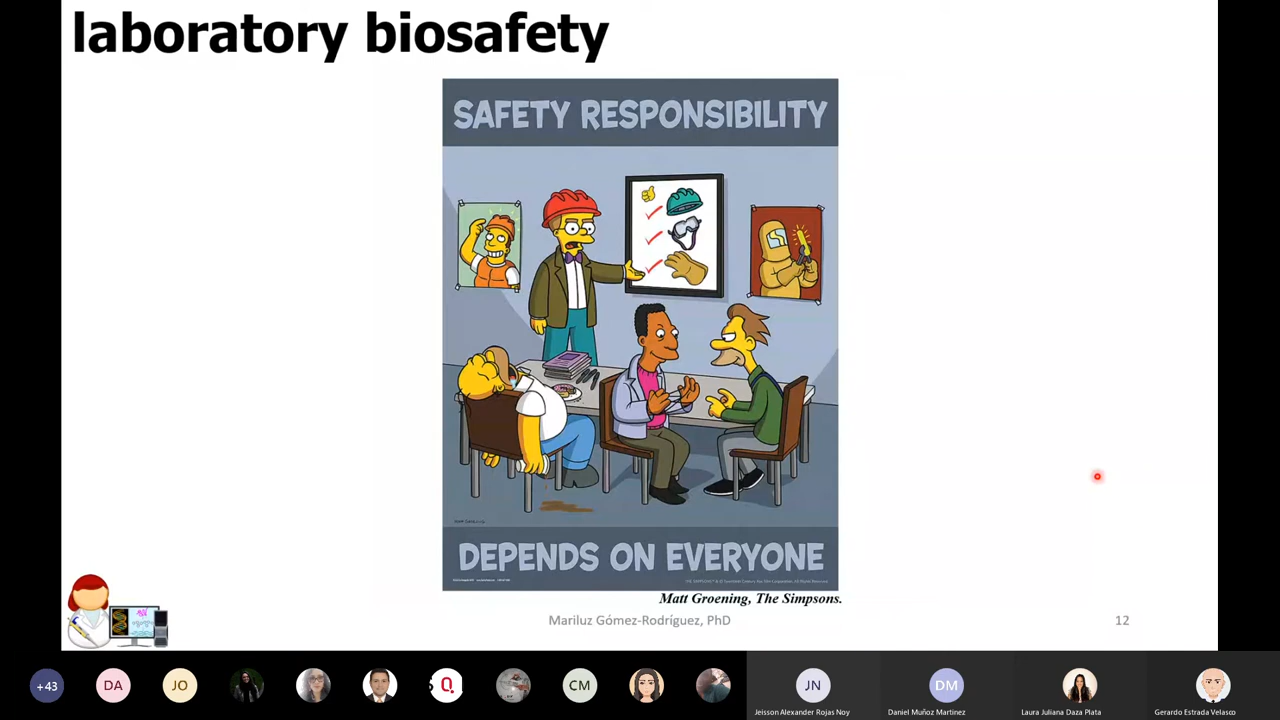 laboratory biosafety
SAFETY RESPONSIBILITY
DEPENDS ON EVERYONE
Matt Groening, The Simpsons.
Mariluz Gómez-Rodríguez, PhD
12
+43
DA
JO
Q
CM
JN
DM
Jeisson Alexander Rojas Noy
Daniel Muñoz Martinez
Laura Juliana Daza Plata
Gerardo Estrada Velasco